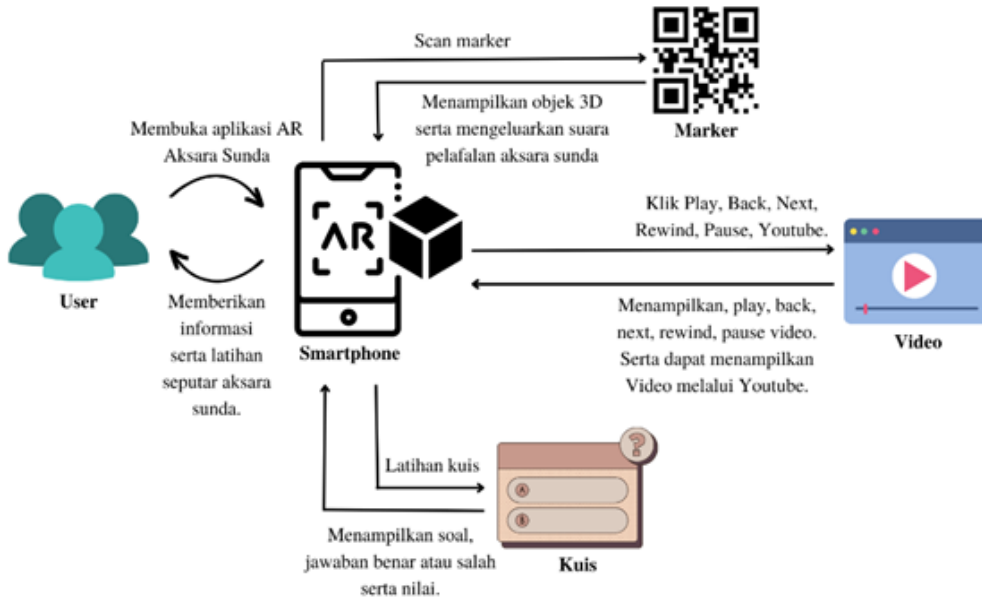 Scan marker
Menampilkan objek 3D
serta mengeluarkan suara
pelafalan aksara sunda
Marker
Membuka aplikasi AR
Aksara Sunda
AR
User
Memberikan
informasi
serta latihan
seputar aksara
sunda.
Smartphone
Klik Play, Back, Next,
Rewind, Pause, Youtube.
Menampilkan, play, back,
next, rewind, pause video.
Serta dapat menampilkan
Video melalui Youtube.
Video
Latihan kuis
Menampilkan soal,
jawaban benar atau salah
serta nilai.
?
A
B
Kuis